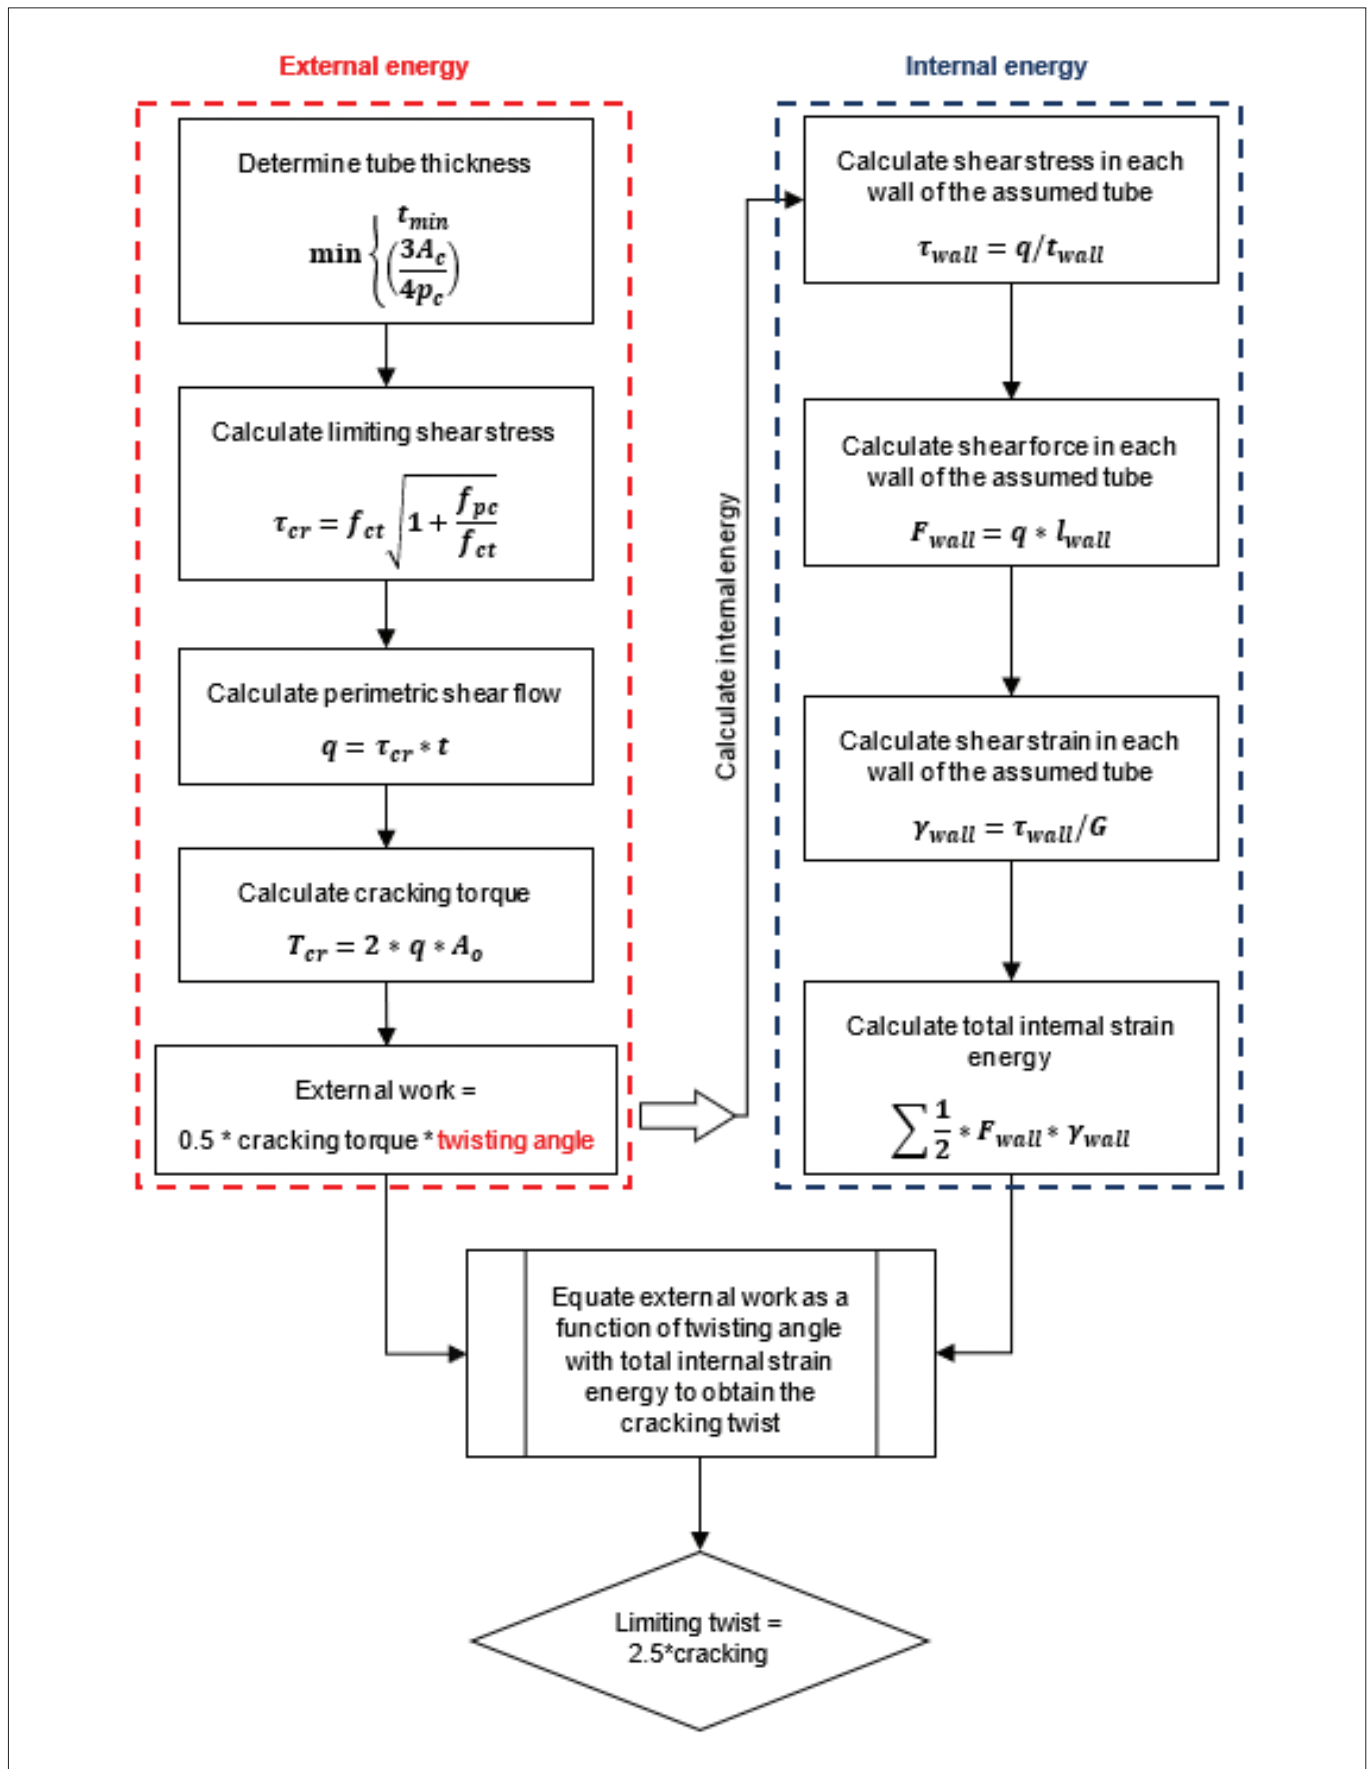 External energy
Determine tube thickness
min { t_min
(3A_c / 4p_c)
Calculate limiting shear stress
τ_cr = f_ct √(1 + f_pc / f_ct)
Calculate perimetric shear flow
q = τ_cr * t
Calculate cracking torque
T_cr = 2 * q * A_o
External work =
0.5 * cracking torque * twisting angle
Calculate internal energy
Internal energy
Calculate shear stress in each
wall of the assumed tube
τ_wall = q/t_wall
Calculate shear force in each
wall of the assumed tube
F_wall = q * l_wall
Calculate shear strain in each
wall of the assumed tube
γ_wall = τ_wall/G
Calculate total internal strain
energy
∑ 1/2 * F_wall * γ_wall
Equate external work as a
function of twisting angle
with total internal strain
energy to obtain the
cracking twist
Limiting twist =
2.5*cracking